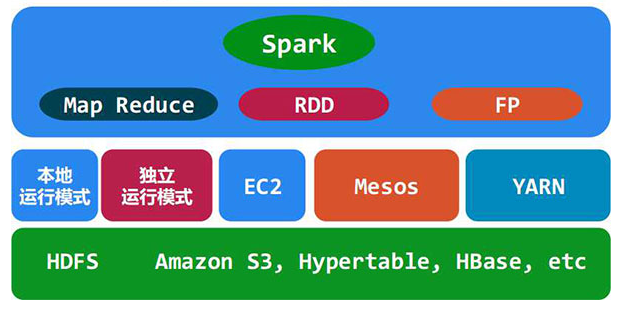 Spark
Map Reduce RDD FP
本地
运行模式
独立
运行模式
EC2
Mesos
YARN
HDFS Amazon S3, Hypertable, HBase, etc